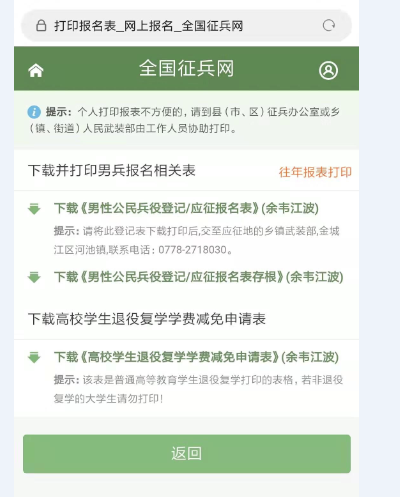 打印报名表_网上报名_全国征兵网
全国征兵网
提示：个人打印报表不方便的，请到县（市、区）征兵办公室或乡
（镇、街道）人民武装部由工作人员协助打印。
下载并打印男兵报名相关表
往年报表打印
下载《男性公民兵役登记/应征报名表》(余韦江波)
提示：请将此登记表下载打印后,交至应征地的乡镇武装部,金城
江区河池镇,联系电话：0778-2718030。
下载《男性公民兵役登记/应征报名表存根》(余韦江波)
下载高校学生退役复学学费减免申请表
下载《高校学生退役复学学费减免申请表》(余韦江波)
提示：该表是普通高等教育学生退役复学打印的表格，若非退役
复学的大学生请勿打印！
返回